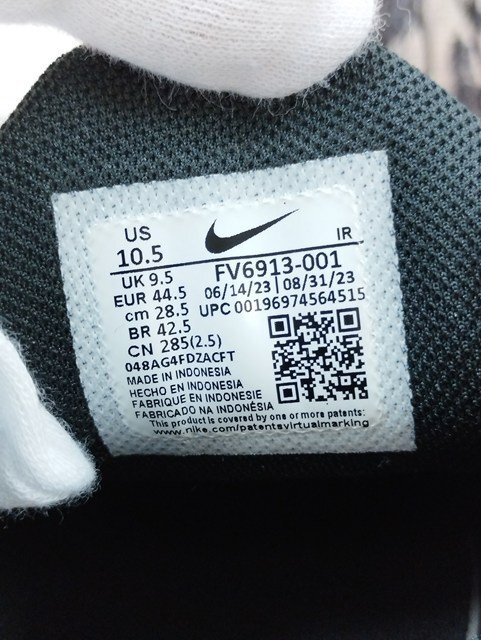 US
10.5
IR
UK 9.5
FV6913-001
EUR 44.5
06/14/23 | 08/31/23
cm 28.5
UPC 00196974564515
BR 42.5
CN 285(2.5)
048AG4FDZACFT
MADE IN INDONESIA
HECHO EN INDONESIA
FABRIQUE EN INDONESIE
FABRICADO NA INDONÉSIA
This product is covered by one or more patents:
www.nike.com/patentsvirtualmarking